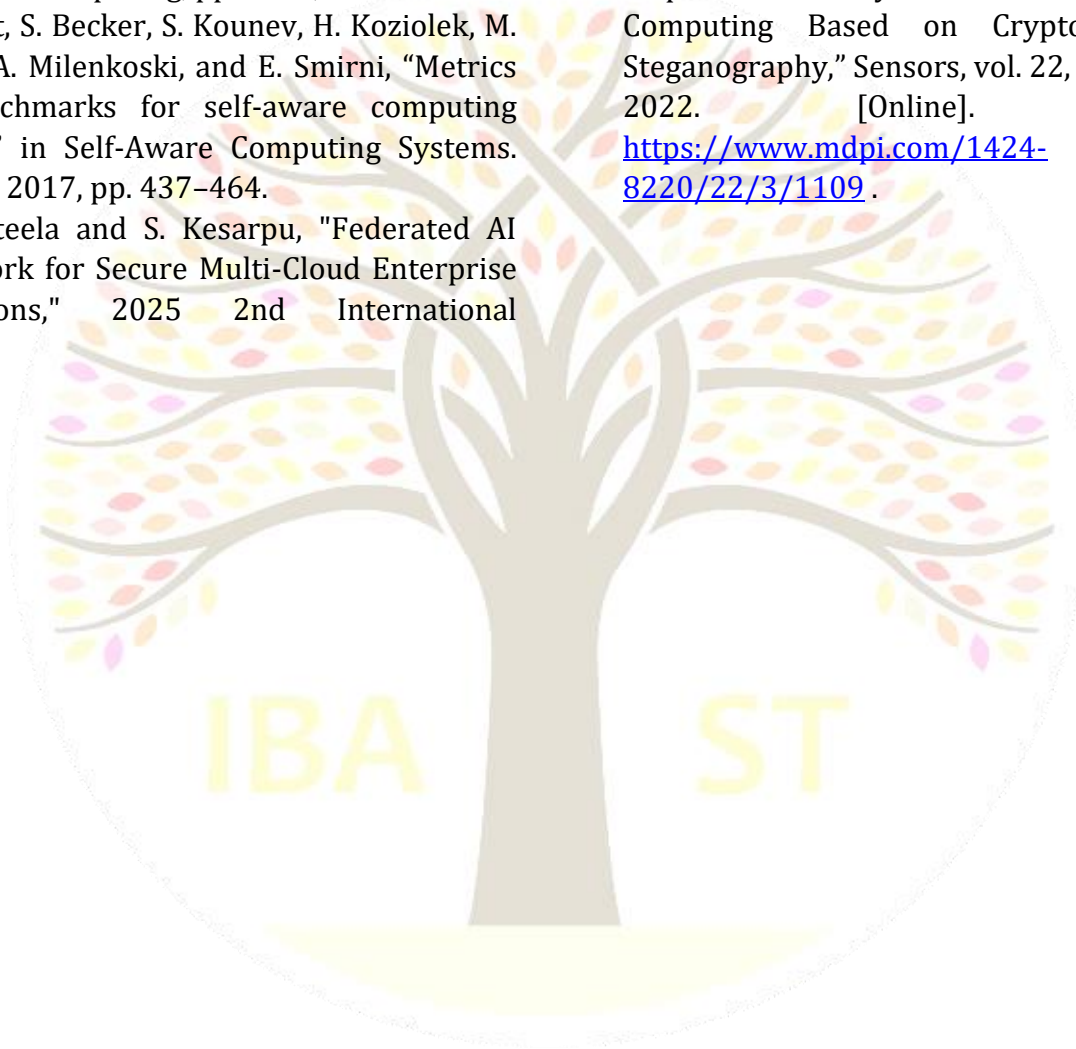 t, S. Becker, S. Kounev, H. Koziolek, M.
A. Milenkoski, and E. Smirni, “Metrics
chmarks for self-aware computing
” in Self-Aware Computing Systems.
2017, pp. 437–464.
teela and S. Kesarpu, "Federated AI
ork for Secure Multi-Cloud Enterprise
ons," 2025 2nd International
Computing Based on Crypto
Steganography,” Sensors, vol. 22,
2022. [Online].
https://www.mdpi.com/1424-
8220/22/3/1109 .
IBA ST